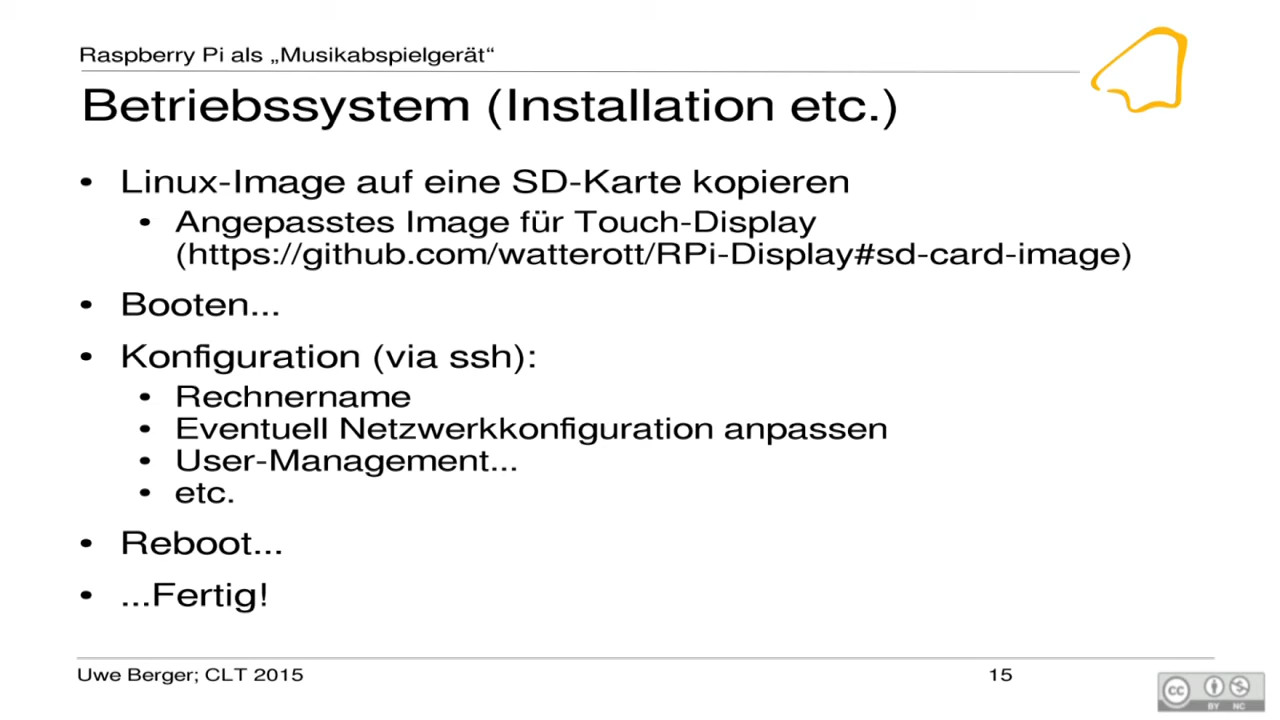 Raspberry Pi als „Musikabspielgerät“
Betriebssystem (Installation etc.)
• Linux-Image auf eine SD-Karte kopieren
• Angepasstes Image für Touch-Display
(https://github.com/watterott/RPi-Display#sd-card-image)
• Booten...
• Konfiguration (via ssh):
• Rechnername
• Eventuell Netzwerkkonfiguration anpassen
• User-Management...
• etc.
• Reboot...
• ...Fertig!
Uwe Berger; CLT 2015 15
cc BY NC